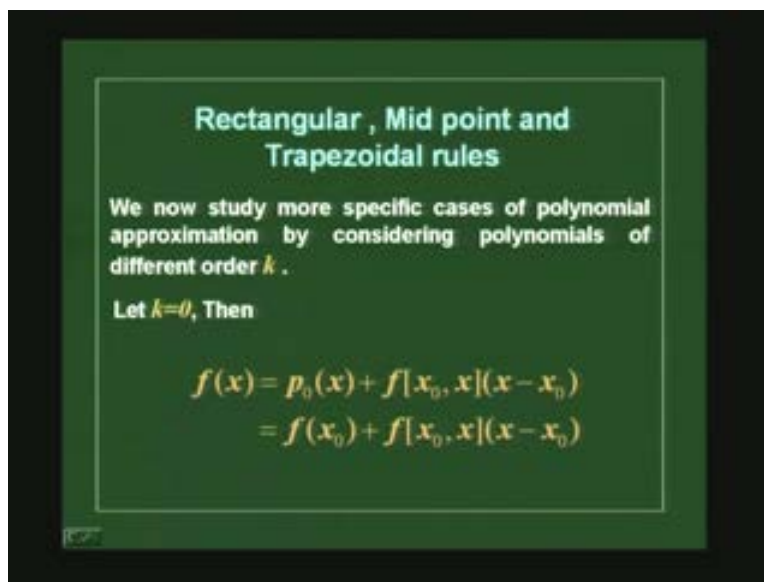 Rectangular , Mid point and
Trapezoidal rules
We now study more specific cases of polynomial
approximation by considering polynomials of
different order k .
Let k=0, Then
f(x) = p₀(x) + f[x₀,x](x − x₀)
= f(x₀) + f[x₀,x](x − x₀)